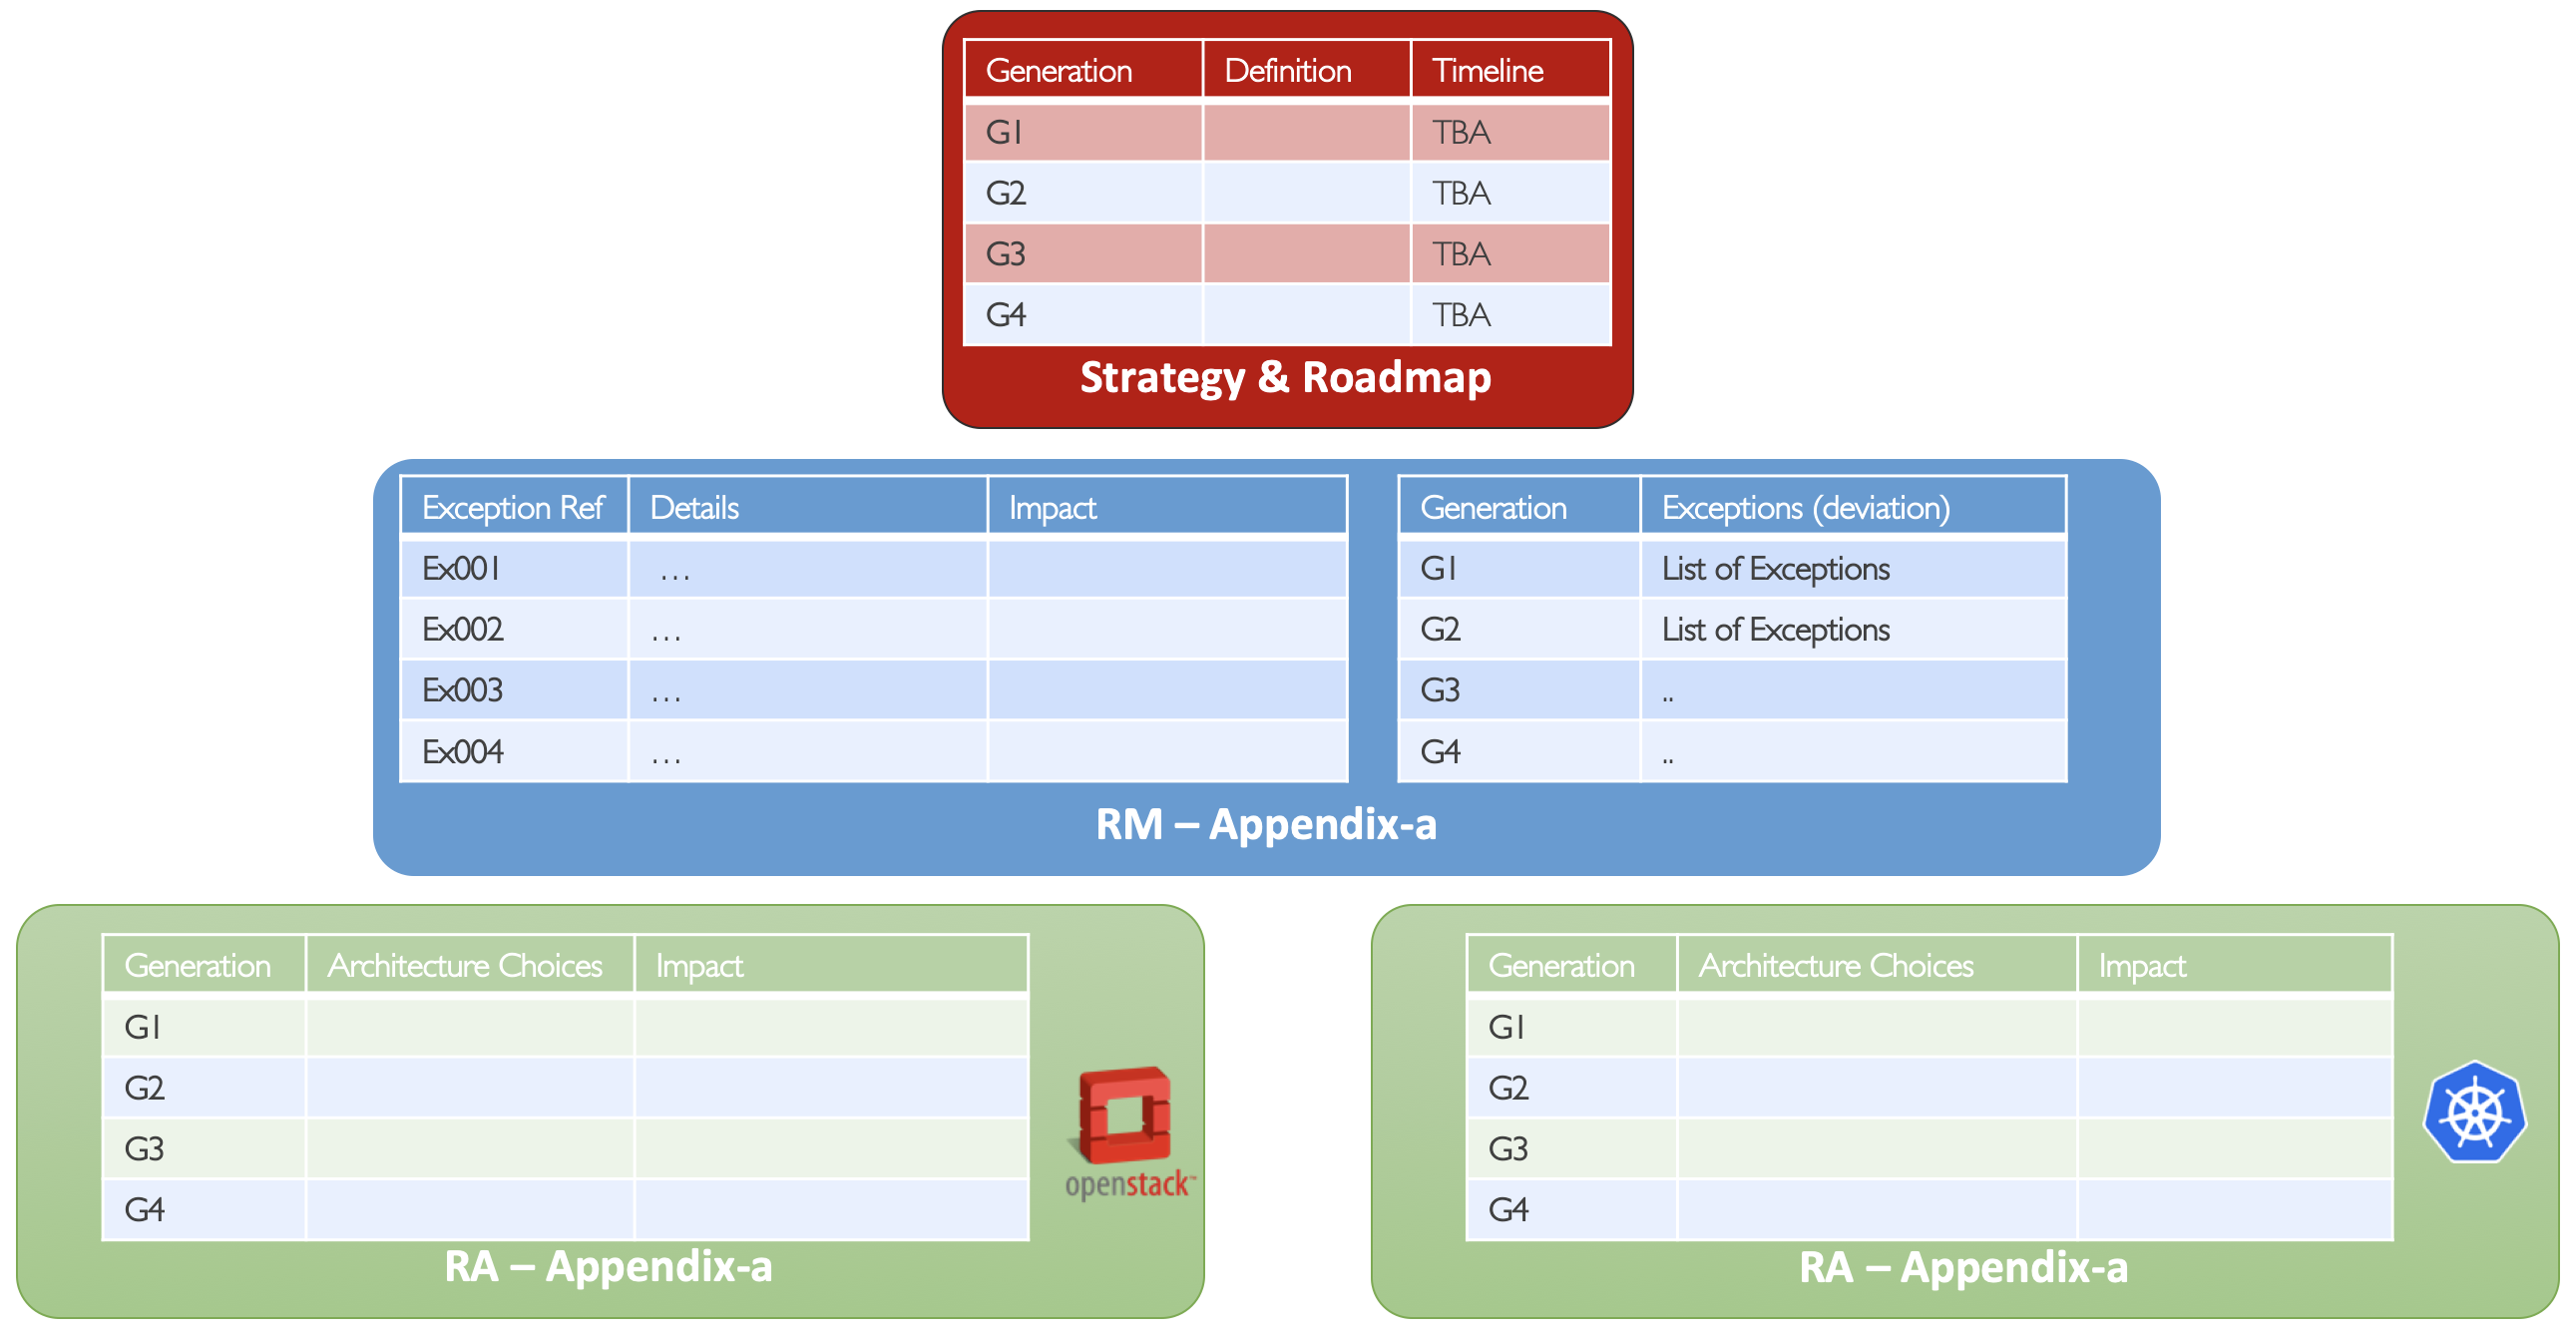 Generation Definition Timeline
G1 TBA
G2 TBA
G3 TBA
G4 TBA
Strategy & Roadmap
Exception Ref Details Impact
Ex001 …
Ex002 …
Ex003 …
Ex004 …
Generation Exceptions (deviation)
G1 List of Exceptions
G2 List of Exceptions
G3 ..
G4 ..
RM – Appendix-a
Generation Architecture Choices Impact
G1
G2
G3
G4
openstack™
RA – Appendix-a
Generation Architecture Choices Impact
G1
G2
G3
G4
RA – Appendix-a